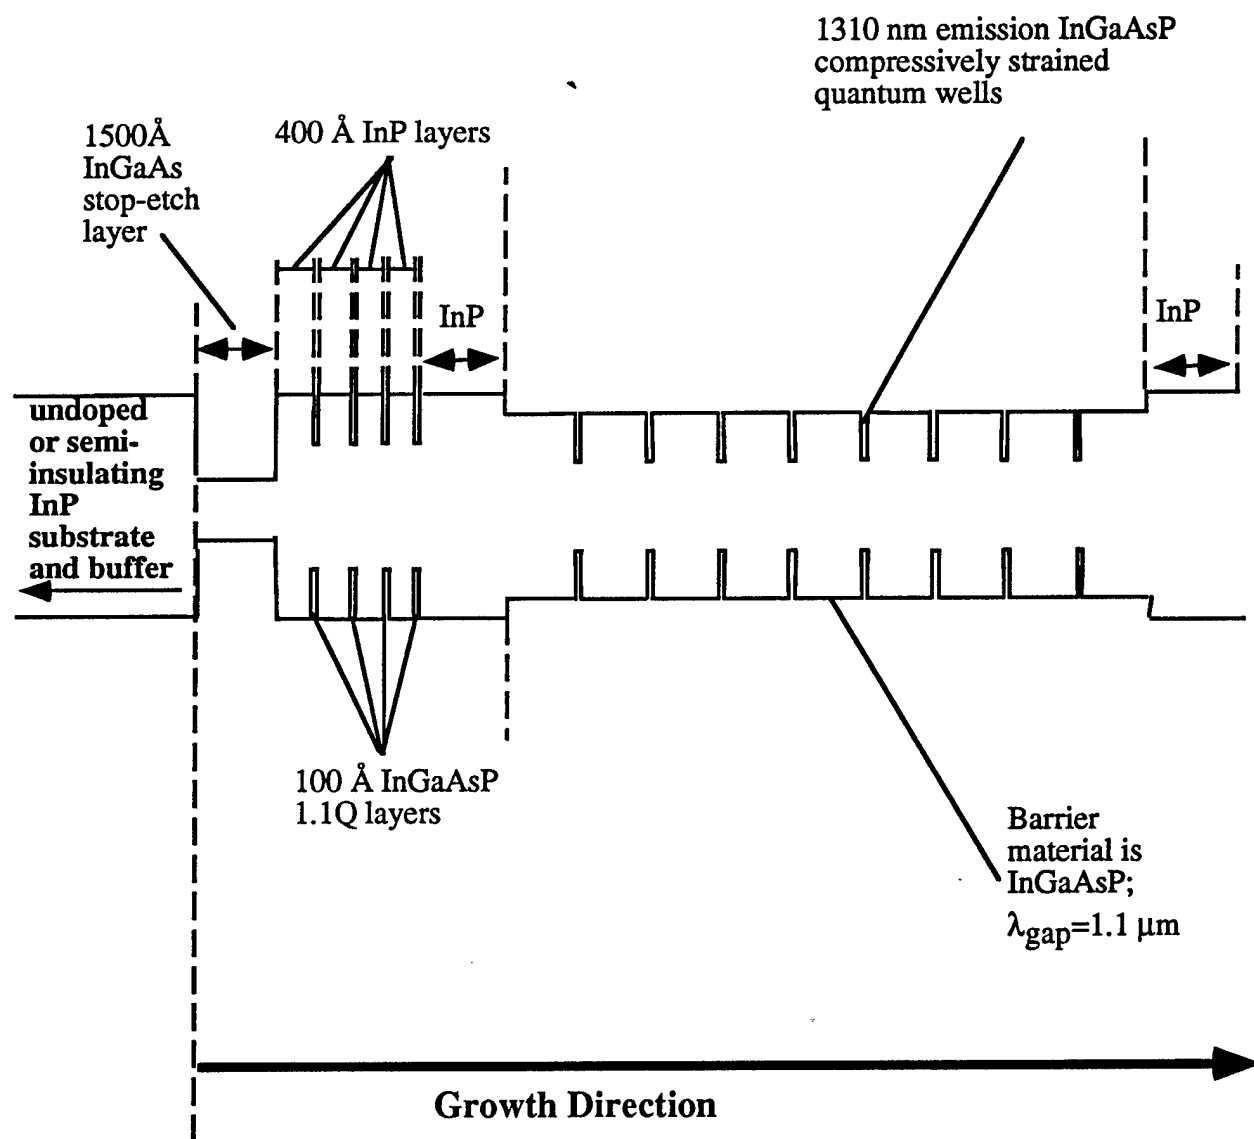 1310 nm emission InGaAsP
compressively strained
quantum wells
1500Å
InGaAs
stop-etch
layer
400 Å InP layers
InP
InP
undoped
or semi-
insulating
InP
substrate
and buffer
100 Å InGaAsP
1.1Q layers
Barrier
material is
InGaAsP;
λgap=1.1 μm
Growth Direction